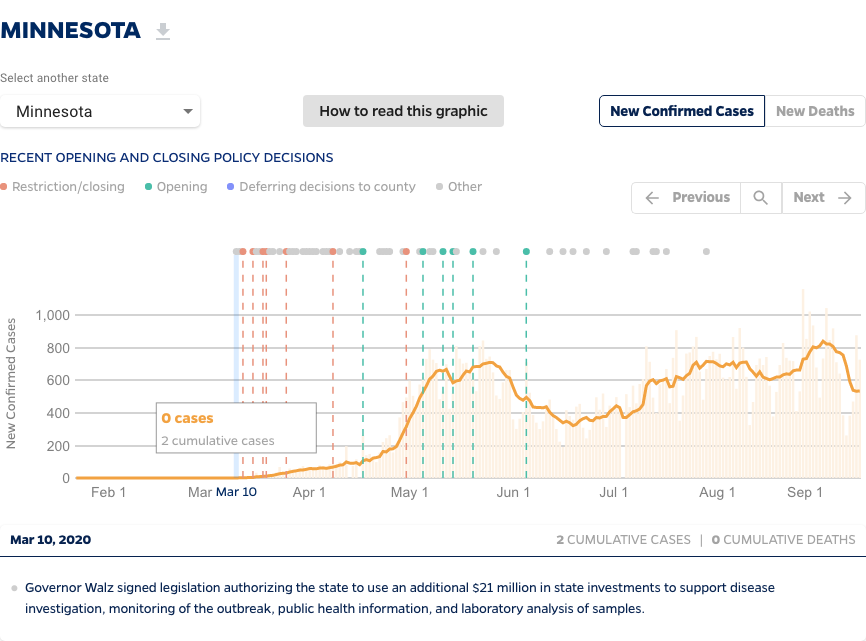 MINNESOTA
Select another state
Minnesota
How to read this graphic
New Confirmed Cases
New Deaths
RECENT OPENING AND CLOSING POLICY DECISIONS
Restriction/closing
Opening
Deferring decisions to county
Other
Previous
Next
New Confirmed Cases
1,000
800
600
400
200
0
0 cases
2 cumulative cases
Feb 1
Mar
Mar 10
Apr 1
May 1
Jun 1
Jul 1
Aug 1
Sep 1
Mar 10, 2020
2 CUMULATIVE CASES | 0 CUMULATIVE DEATHS
Governor Walz signed legislation authorizing the state to use an additional $21 million in state investments to support disease
investigation, monitoring of the outbreak, public health information, and laboratory analysis of samples.